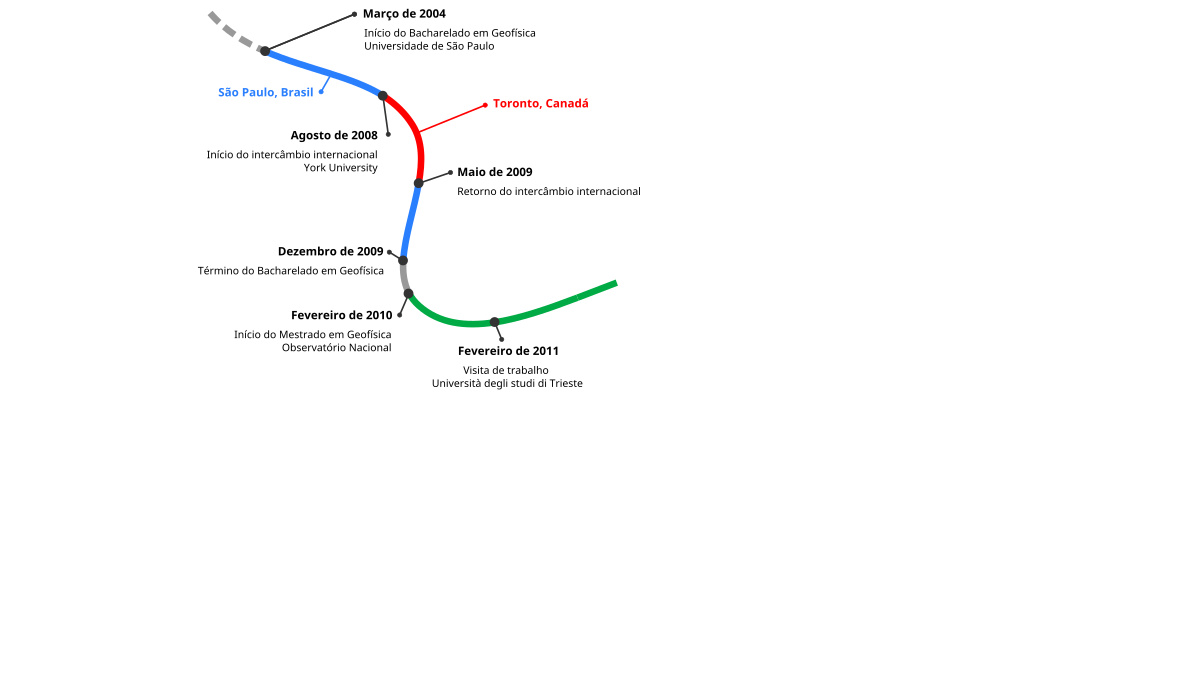 Março de 2004
Início do Bacharelado em Geofísica
Universidade de São Paulo
São Paulo, Brasil
Toronto, Canadá
Agosto de 2008
Início do intercâmbio internacional
York University
Maio de 2009
Retorno do intercâmbio internacional
Dezembro de 2009
Término do Bacharelado em Geofísica
Fevereiro de 2010
Início do Mestrado em Geofísica
Observatório Nacional
Fevereiro de 2011
Visita de trabalho
Università degli studi di Trieste